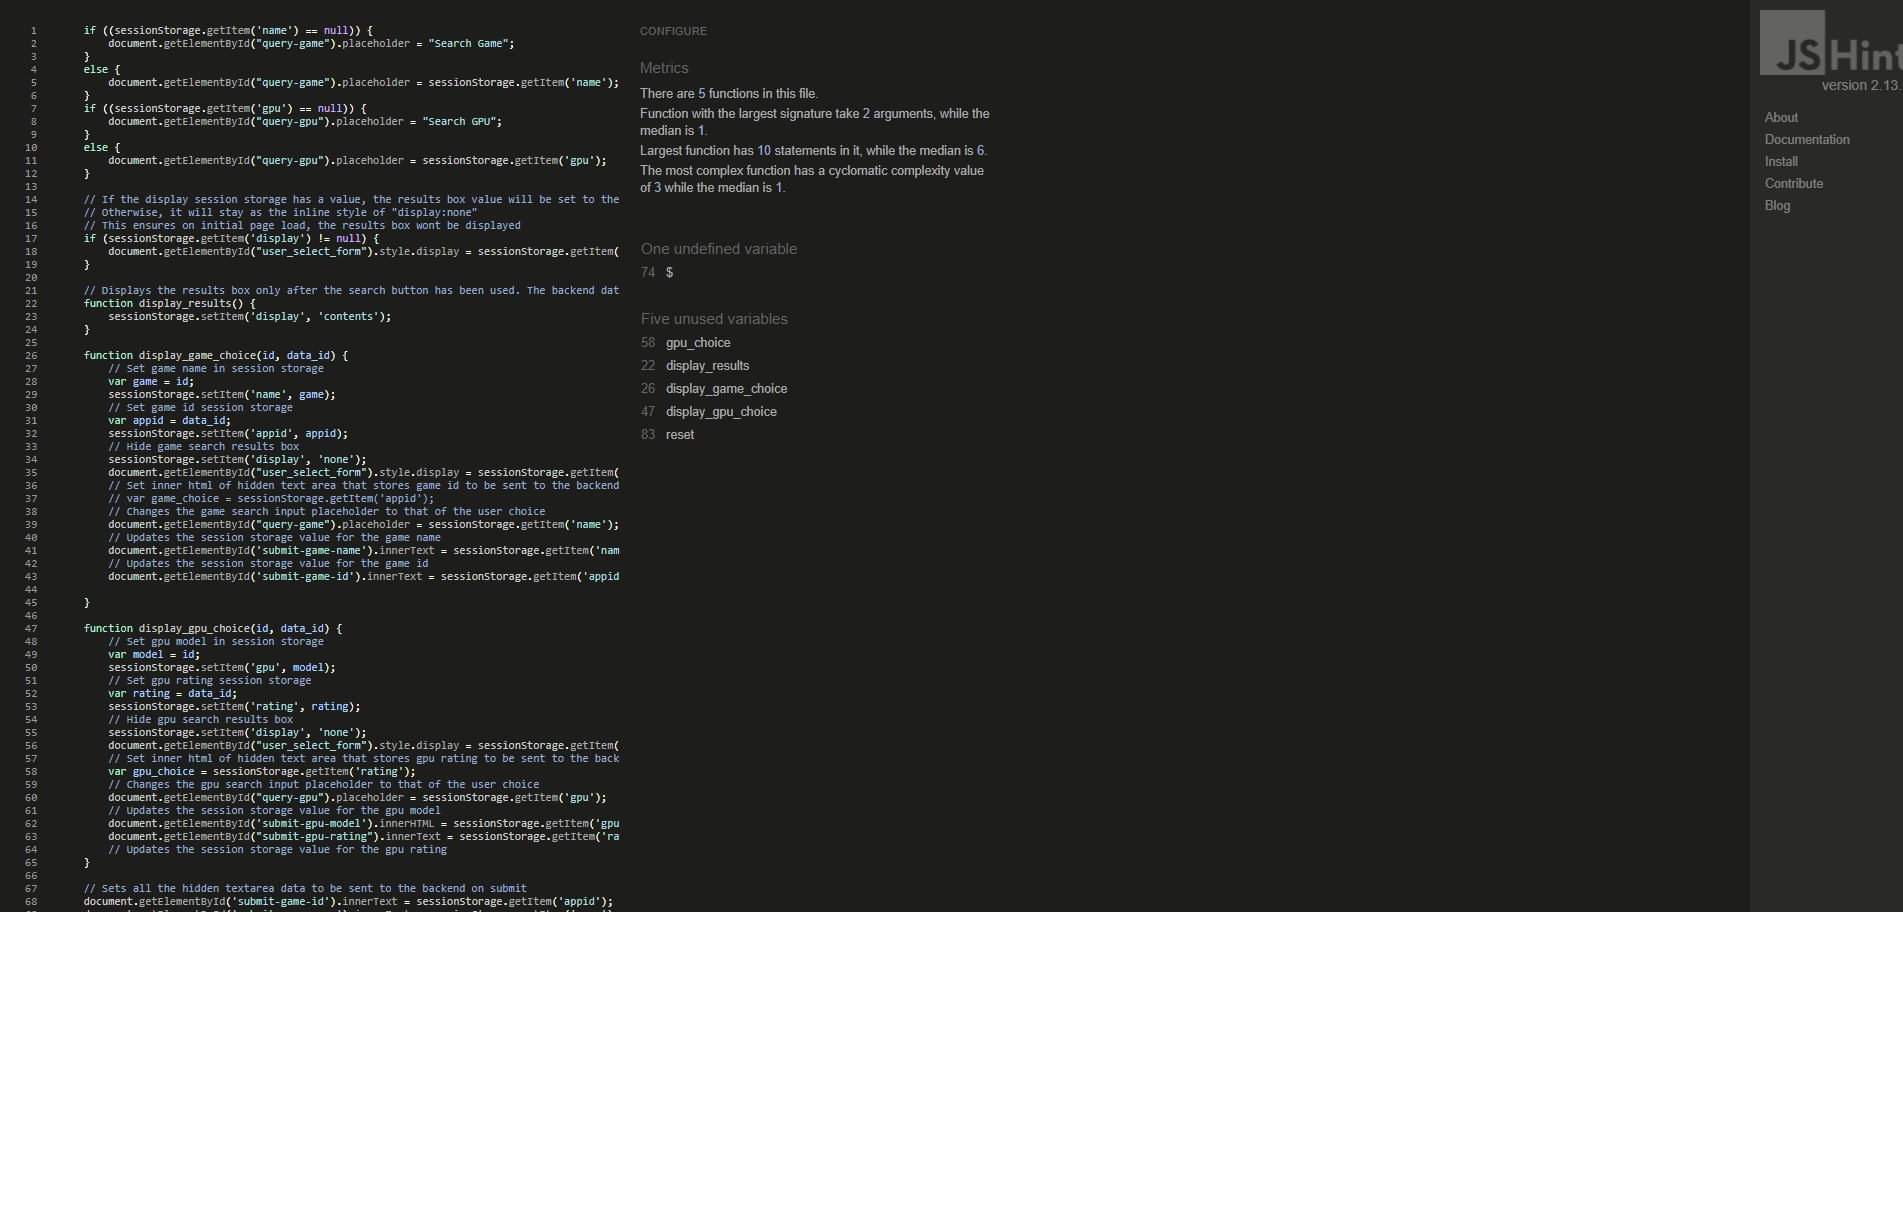 1 if ((sessionStorage.getItem('name') == null)) {
2 document.getElementById("query-game").placeholder = "Search Game";
3 }
4 else {
5 document.getElementById("query-game").placeholder = sessionStorage.getItem('name');
6 }
7 if ((sessionStorage.getItem('gpu') == null)) {
8 document.getElementById("query-gpu").placeholder = "Search GPU";
9 }
10 else {
11 document.getElementById("query-gpu").placeholder = sessionStorage.getItem('gpu');
12 }
13
14 // If the display session storage has a value, the results box value will be set to the
15 // Otherwise, it will stay as the inline style of "display:none"
16 // This ensures on initial page load, the results box wont be displayed
17 if (sessionStorage.getItem('display') != null) {
18 document.getElementById("user_select_form").style.display = sessionStorage.getItem(
19 }
20
21 // Displays the results box only after the search button has been used. The backend dat
22 function display_results() {
23 sessionStorage.setItem('display', 'contents');
24 }
25
26 function display_game_choice(id, data_id) {
27 // Set game name in session storage
28 var game = id;
29 sessionStorage.setItem('name', game);
30 // Set game id session storage
31 var appid = data_id;
32 sessionStorage.setItem('appid', appid);
33 // Hide game search results box
34 sessionStorage.setItem('display', 'none');
35 document.getElementById("user_select_form").style.display = sessionStorage.getItem(
36 // Set inner html of hidden text area that stores game id to be sent to the backend
37 // var game_choice = sessionStorage.getItem('appid');
38 // Changes the game search input placeholder to that of the user choice
39 document.getElementById("query-game").placeholder = sessionStorage.getItem('name');
40 // Updates the session storage value for the game name
41 document.getElementById('submit-game-name').innerText = sessionStorage.getItem('nam
42 // Updates the session storage value for the game id
43 document.getElementById('submit-game-id').innerText = sessionStorage.getItem('appid
44
45 }
46
47 function display_gpu_choice(id, data_id) {
48 // Set gpu model in session storage
49 var model = id;
50 sessionStorage.setItem('gpu', model);
51 // Set gpu rating session storage
52 var rating = data_id;
53 sessionStorage.setItem('rating', rating);
54 // Hide gpu search results box
55 sessionStorage.setItem('display', 'none');
56 document.getElementById("user_select_form").style.display = sessionStorage.getItem(
57 // Set inner html of hidden text area that stores gpu rating to be sent to the back
58 var gpu_choice = sessionStorage.getItem('rating');
59 // Changes the gpu search input placeholder to that of the user choice
60 document.getElementById("query-gpu").placeholder = sessionStorage.getItem('gpu');
61 // Updates the session storage value for the gpu model
62 document.getElementById('submit-gpu-model').innerHTML = sessionStorage.getItem('gpu
63 document.getElementById("submit-gpu-rating").innerText = sessionStorage.getItem('ra
64 // Updates the session storage value for the gpu rating
65 }
66
67 // Sets all the hidden textarea data to be sent to the backend on submit
68 document.getElementById('submit-game-id').innerText = sessionStorage.getItem('appid');
CONFIGURE
Metrics
There are 5 functions in this file.
Function with the largest signature take 2 arguments, while the
median is 1.
Largest function has 10 statements in it, while the median is 6.
The most complex function has a cyclomatic complexity value
of 3 while the median is 1.
One undefined variable
74 $
Five unused variables
58 gpu_choice
22 display_results
26 display_game_choice
47 display_gpu_choice
83 reset
JSHint
version 2.13.
About
Documentation
Install
Contribute
Blog